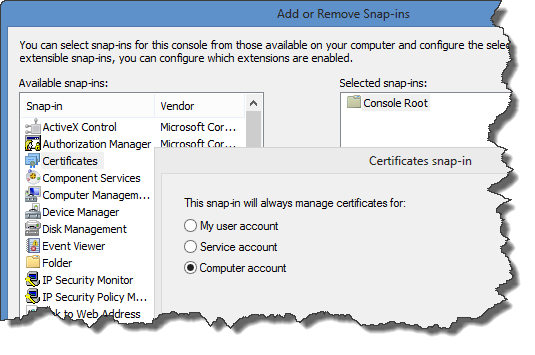 Add or Remove Snap-ins
You can select snap-ins for this console from those available on your computer and configure the
extensible snap-ins, you can configure which extensions are enabled.
Available snap-ins:
Selected snap-ins:
Snap-in Vendor
Console Root
ActiveX Control Microsoft Cor...
Authorization Manager Microsoft Cor...
Certificates
Component Services
Computer Managem...
Device Manager
Disk Management
Event Viewer
Folder
IP Security Monitor
IP Security Policy M...
to Web Address
Certificates snap-in
This snap-in will always manage certificates for:
My user account
Service account
Computer account